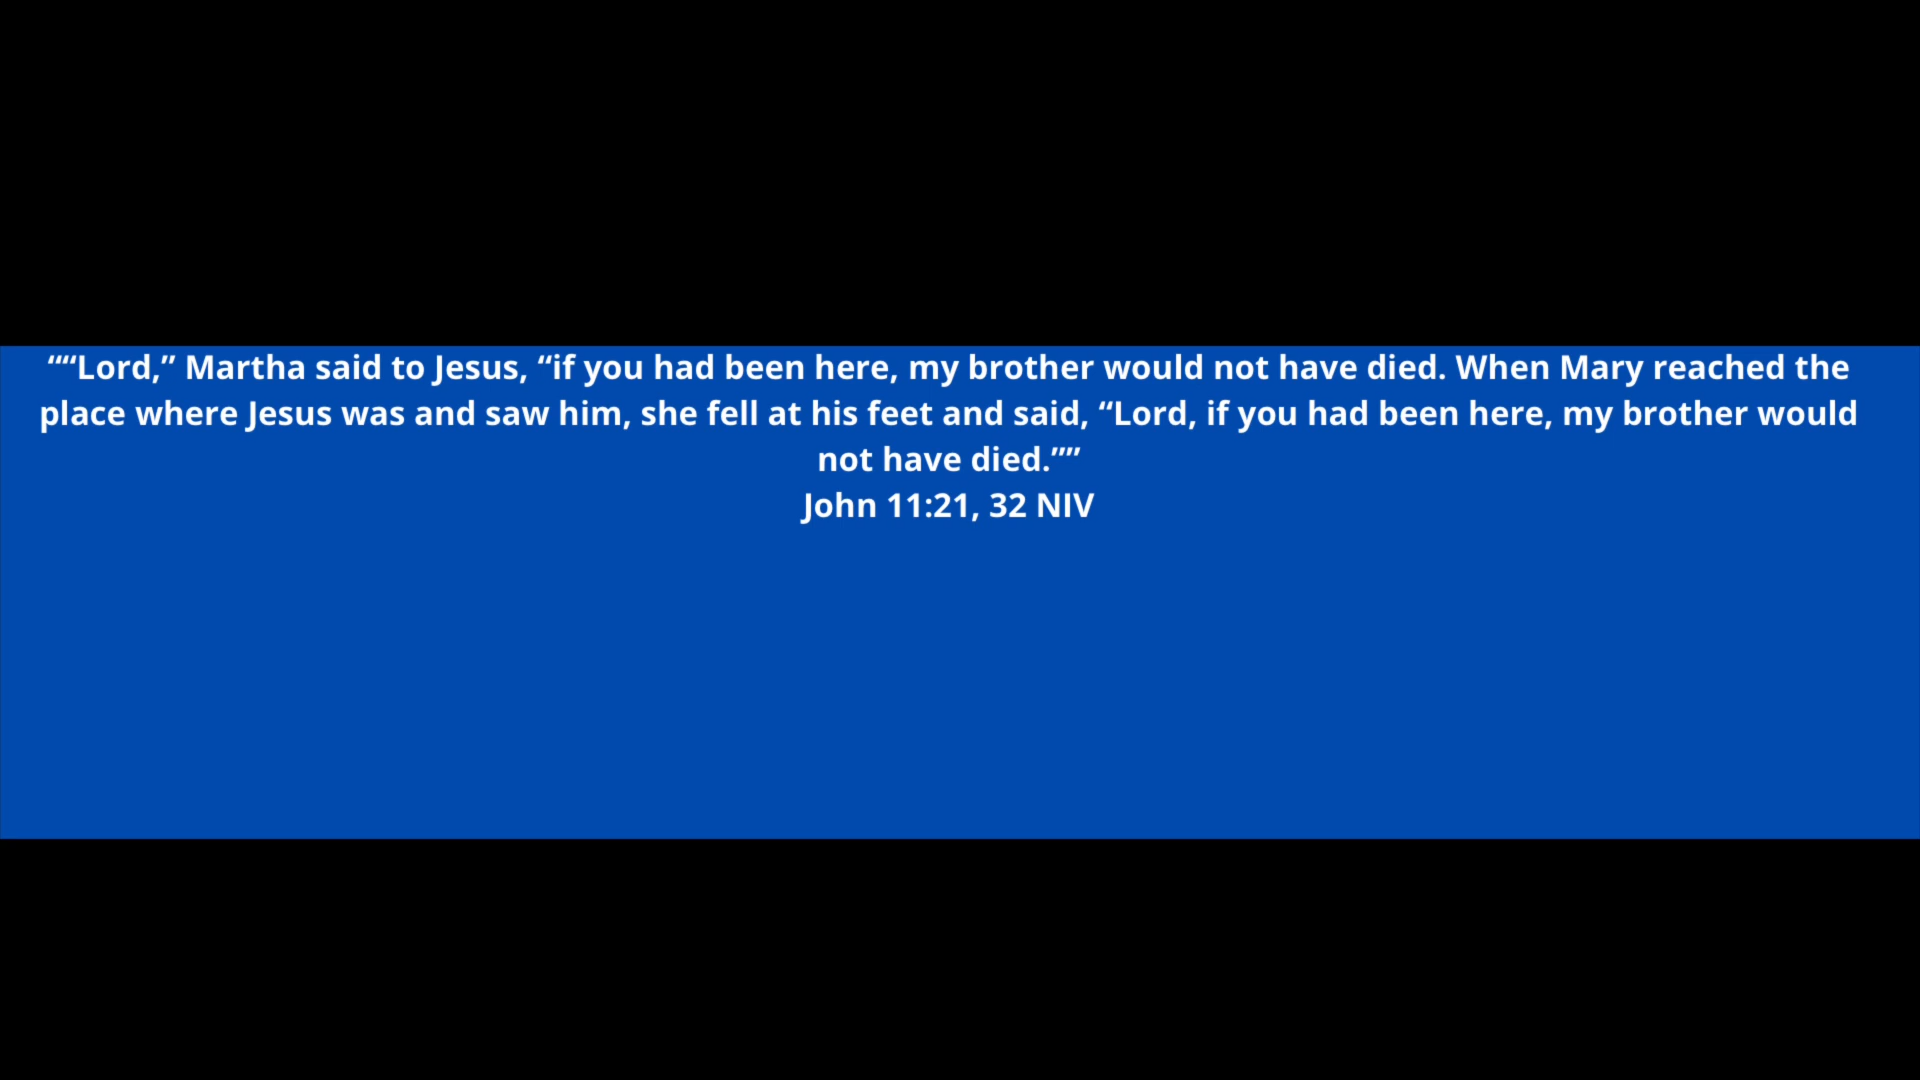 ““Lord,” Martha said to Jesus, “if you had been here, my brother would not have died. When Mary reached the
place where Jesus was and saw him, she fell at his feet and said, “Lord, if you had been here, my brother would
not have died.””
John 11:21, 32 NIV